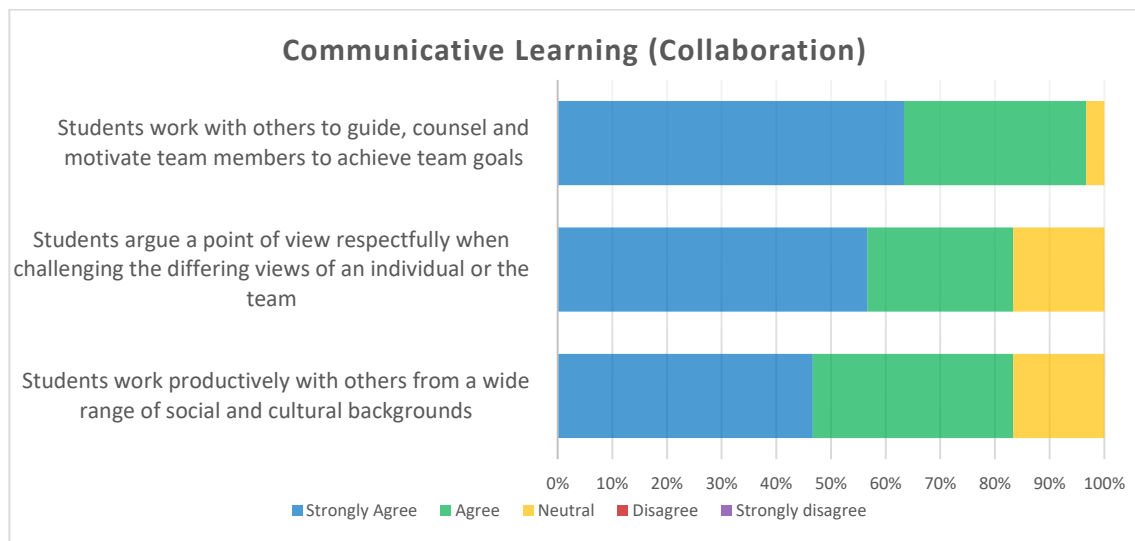 Communicative Learning (Collaboration)
Students work with others to guide, counsel and
motivate team members to achieve team goals
Students argue a point of view respectfully when
challenging the differing views of an individual or the
team
Students work productively with others from a wide
range of social and cultural backgrounds
0% 10% 20% 30% 40% 50% 60% 70% 80% 90% 100%
Strongly Agree Agree Neutral Disagree Strongly disagree